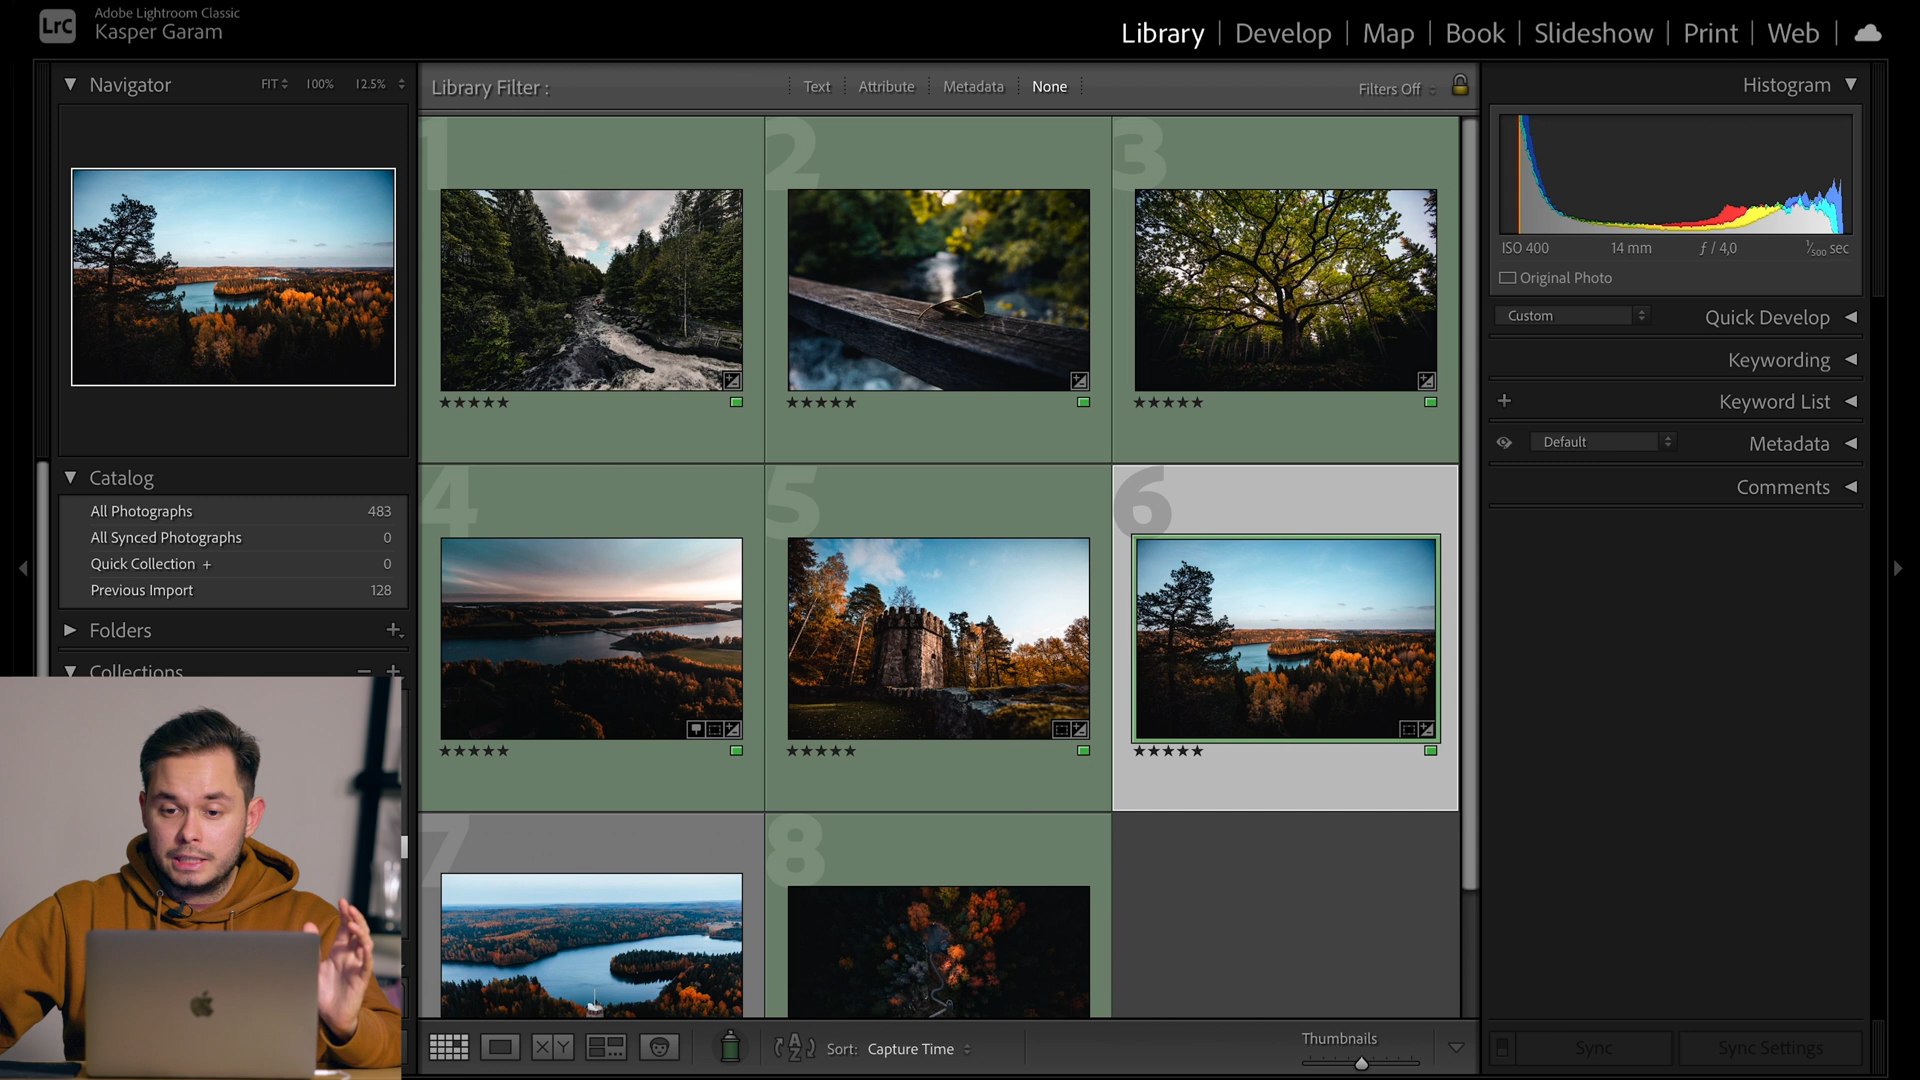 LrC
Adobe Lightroom Classic
Kasper Garam
Library | Develop | Map | Book | Slideshow | Print | Web
Navigator
FIT
100%
12.5%
Library Filter :
Text
Attribute
Metadata
None
Filters Off
Histogram
ISO 400
14 mm
ƒ / 4,0
1/500 sec
Original Photo
Custom
Quick Develop
Keywording
+
Keyword List
Default
Metadata
Comments
1
2
3
★★★★★
★★★★★
★★★★★
4
5
6
★★★★★
★★★★★
★★★★★
7
8
Catalog
All Photographs 483
All Synced Photographs 0
Quick Collection + 0
Previous Import 128
Folders +
Collections − +
X Y
A
Z
Sort: Capture Time
Thumbnails
Sync
Sync Settings